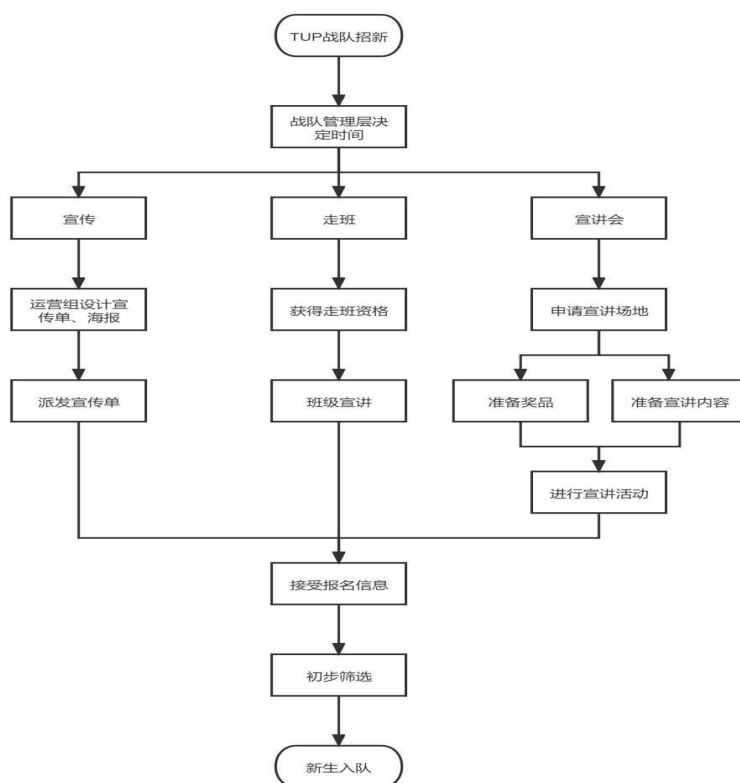 TUP战队招新
战队管理层决
定时间
宣传
走班
宣讲会
运营组设计宣
传单、海报
获得走班资格
申请宣讲场地
派发宣传单
班级宣讲
准备奖品
准备宣讲内容
进行宣讲活动
接受报名信息
初步筛选
新生入队